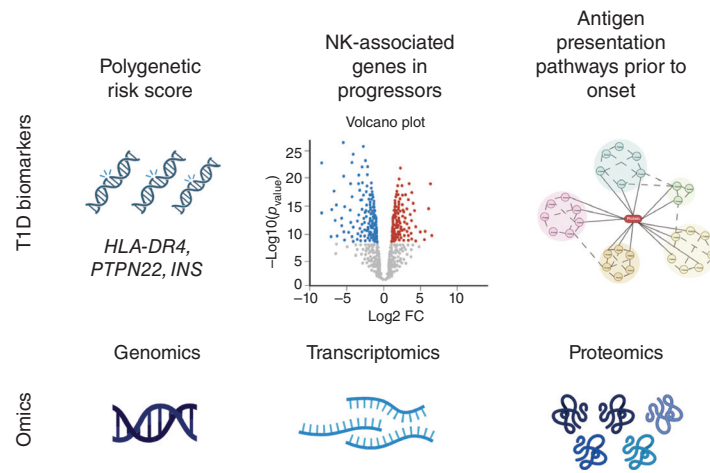 T1D biomarkers
Polygenetic
risk score
HLA-DR4,
PTPN22, INS
NK-associated
genes in
progressors
Volcano plot
–Log10(pvalue)
25
20
15
10
5
0
–10
–5
0
5
10
Log2 FC
Antigen
presentation
pathways prior to
onset
Omics
Genomics
Transcriptomics
Proteomics